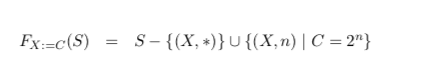 F_{X:=C}(S) = S − {(X, ∗)} ∪ {(X, n) | C = 2^n}